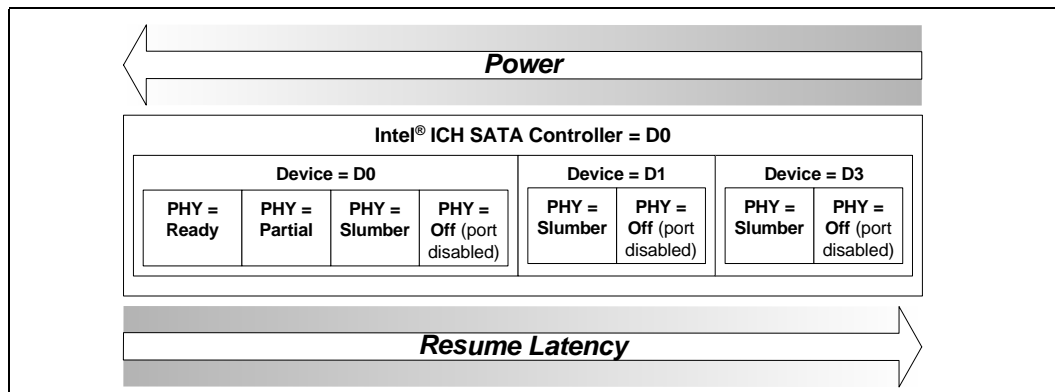 Power
Intel® ICH SATA Controller = D0
Device = D0
Device = D1
Device = D3
PHY =
Ready
PHY =
Partial
PHY =
Slumber
PHY =
Off (port
disabled)
PHY =
Slumber
PHY =
Off (port
disabled)
PHY =
Slumber
PHY =
Off (port
disabled)
Resume Latency